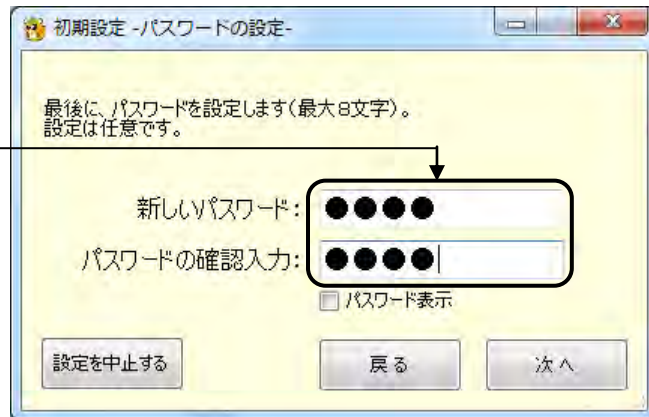 初期設定 -パスワードの設定-
最後に、パスワードを設定します(最大8文字)。
設定は任意です。
新しいパスワード: ●●●●
パスワードの確認入力: ●●●●
パスワード表示
設定を中止する 戻る 次へ